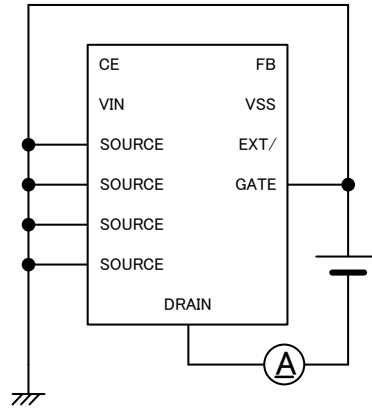 CE FB
VIN VSS
SOURCE EXT/
SOURCE GATE
SOURCE
SOURCE
DRAIN
A